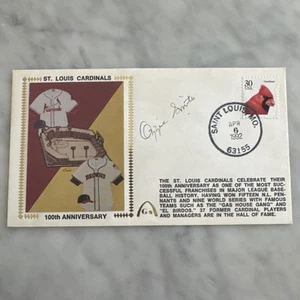 ST. LOUIS CARDINALS
100th ANNIVERSARY
Ozzie Smith
30
USA
SAINT LOUIS, MO.
APR
6
1992
63155
THE ST. LOUIS CARDINALS CELEBRATE THEIR
100th ANNIVERSARY AS ONE OF THE MOST SUC-
CESSFUL FRANCHISES IN MAJOR LEAGUE BASE-
BALL HISTORY, HAVING WON FIFTEEN N.L. PEN-
NANTS AND NINE WORLD SERIES WITH FAMOUS
TEAMS SUCH AS THE "GAS HOUSE GANG" AND
"EL BIRDOS." 37 FORMER CARDINAL PLAYERS
AND MANAGERS ARE IN THE HALL OF FAME.